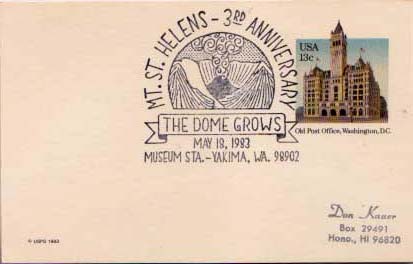 MT. ST. HELENS - 3RD ANNIVERSARY
THE DOME GROWS
MAY 18, 1983
MUSEUM STA.-YAKIMA, WA. 98902
USA
13c
Old Post Office, Washington, D.C.
Don Kauer
Box 29491
Hono., HI 96820
© USPS 1983